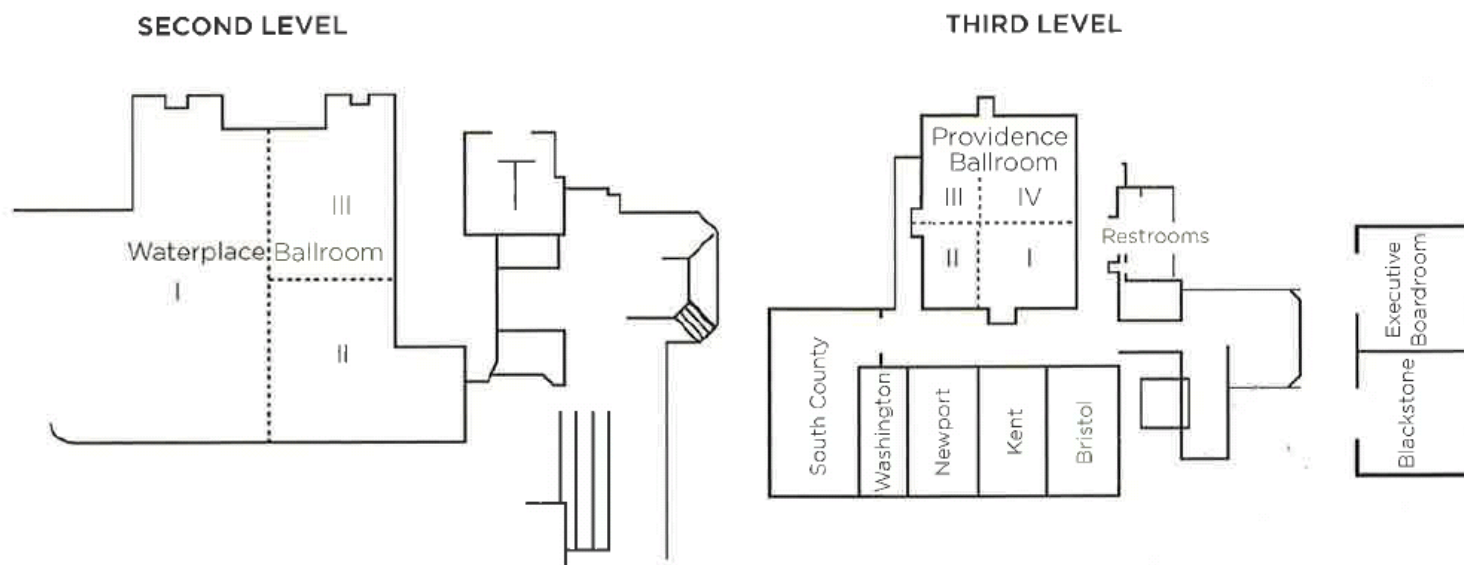 SECOND LEVEL
III
Waterplace Ballroom
I
II
THIRD LEVEL
Providence
Ballroom
III IV
II I
Restrooms
South County
Washington
Newport
Kent
Bristol
Executive
Boardroom
Blackstone